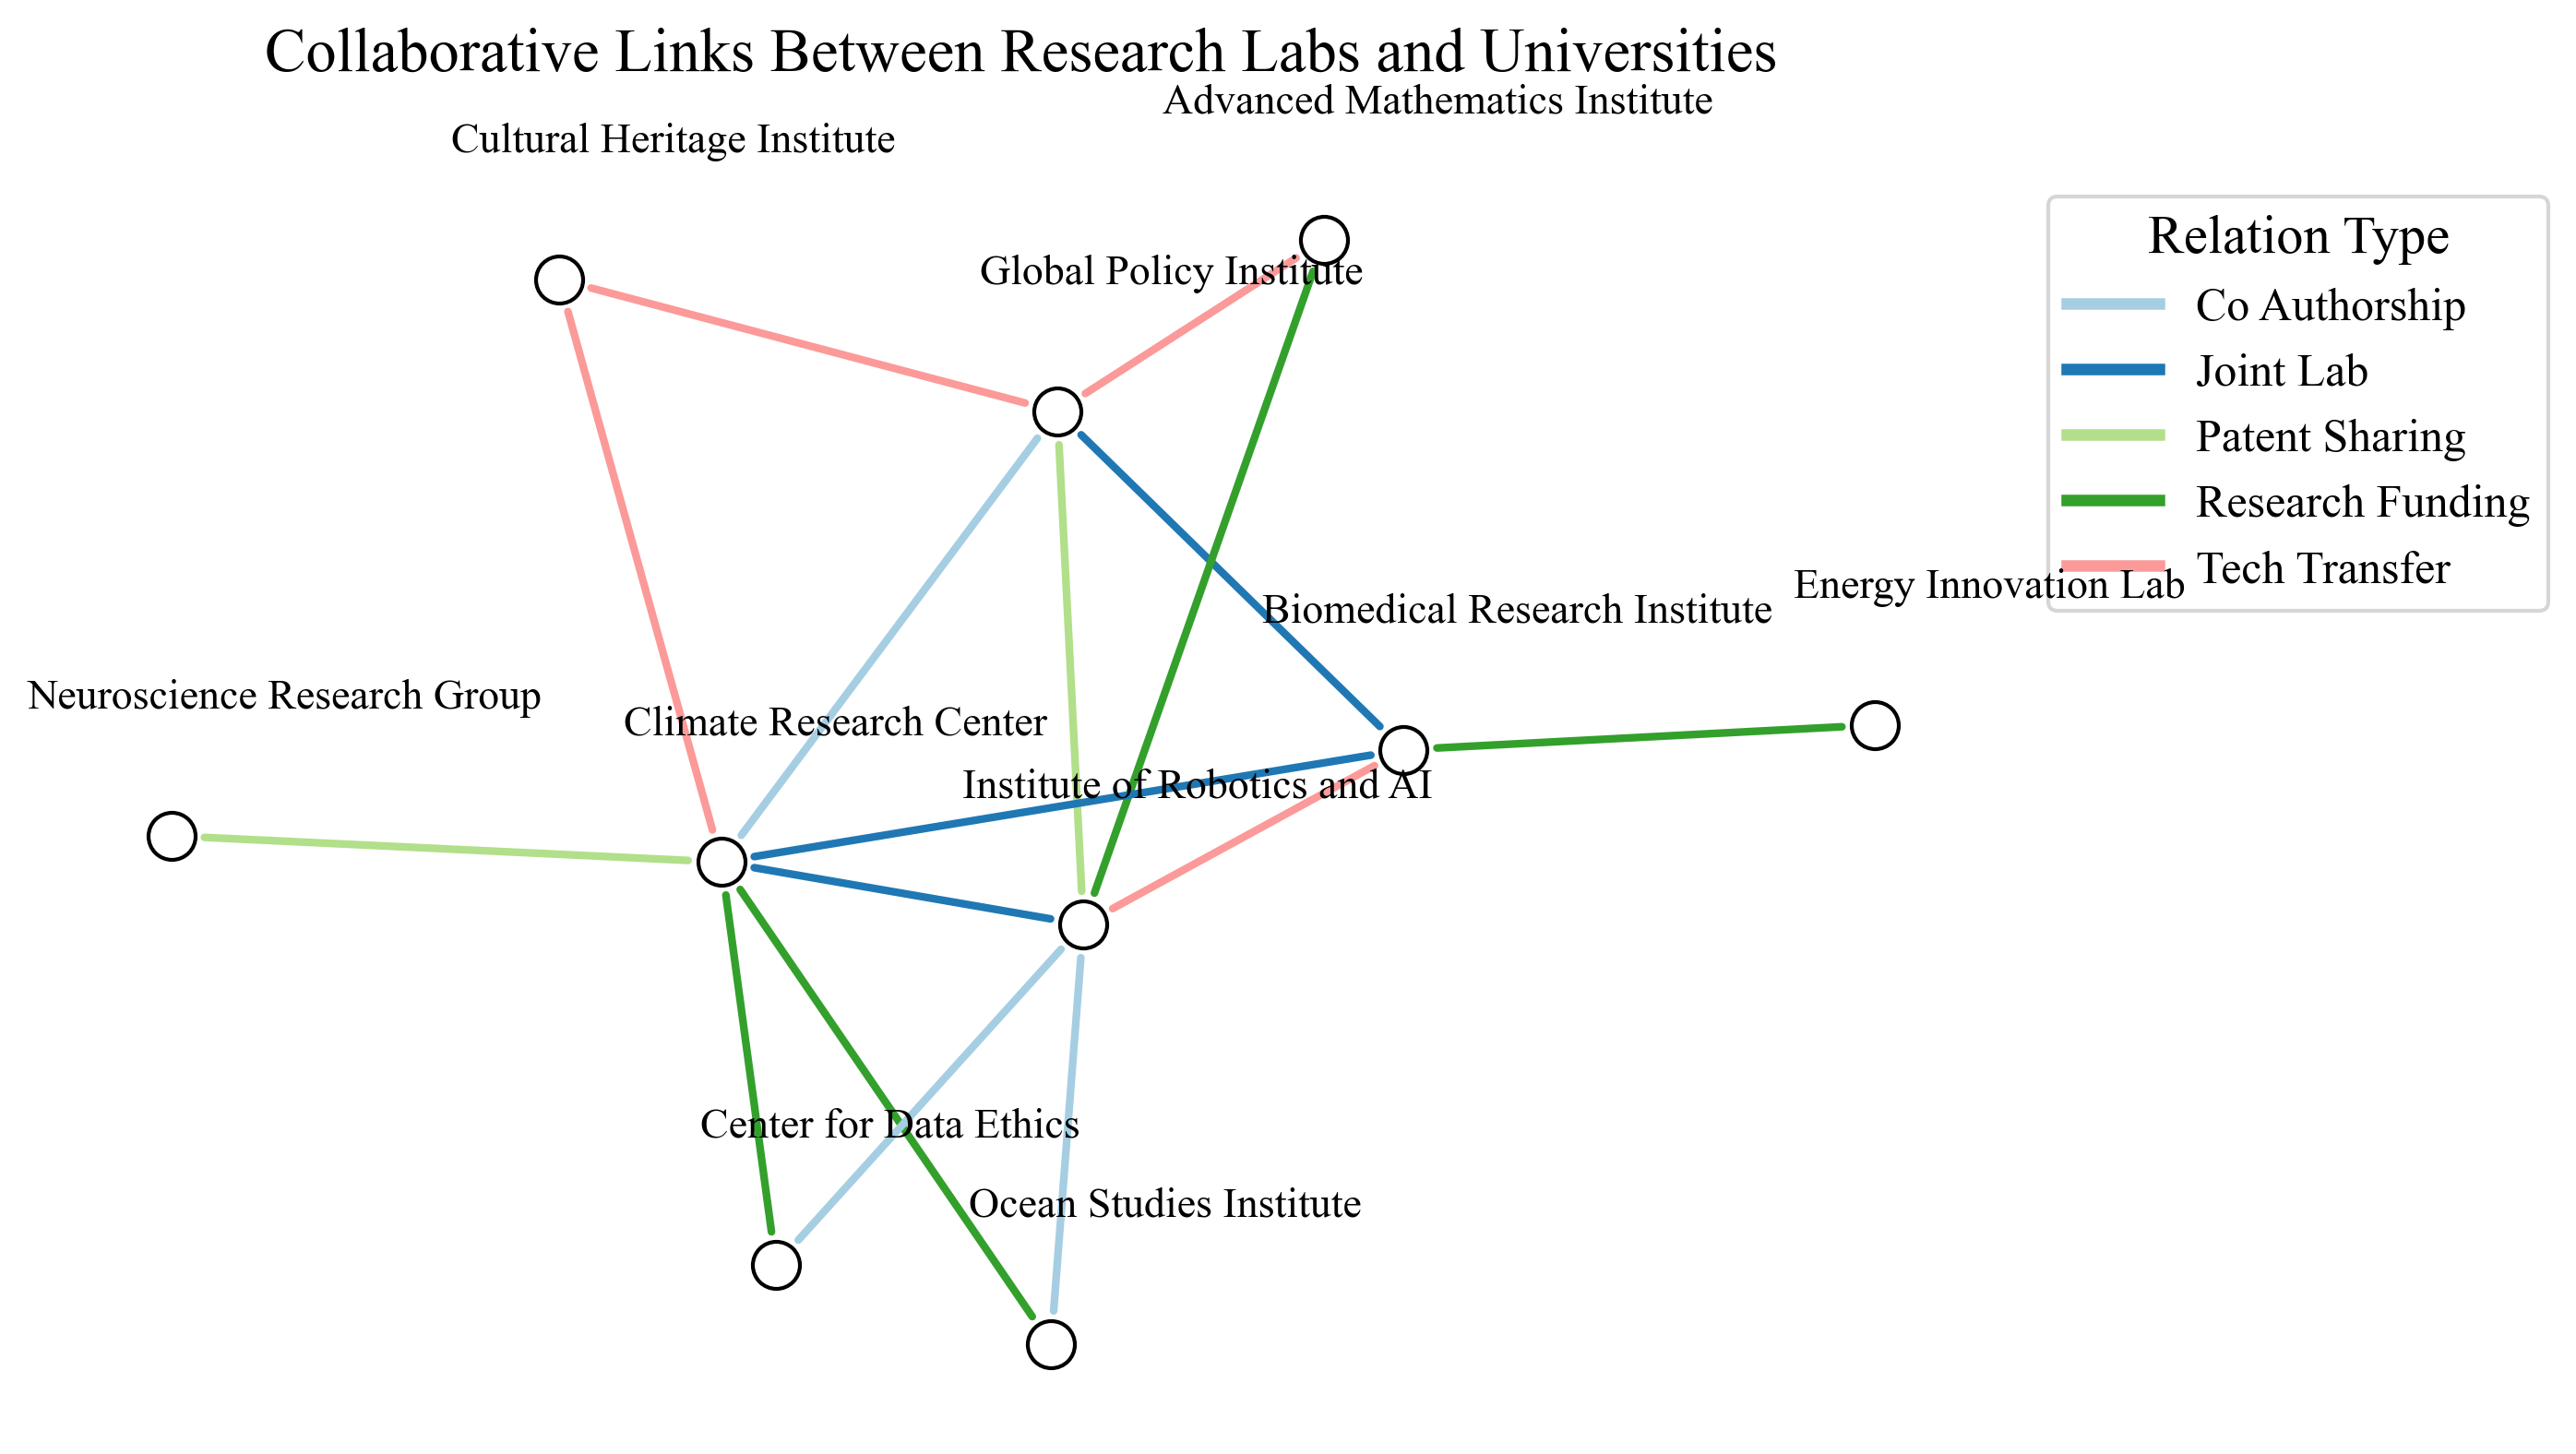 Collaborative Links Between Research Labs and Universities
Advanced Mathematics Institute
Cultural Heritage Institute
Global Policy Institute
Relation Type
Co Authorship
Joint Lab
Patent Sharing
Research Funding
Tech Transfer
Energy Innovation Lab
Biomedical Research Institute
Neuroscience Research Group
Climate Research Center
Institute of Robotics and AI
Center for Data Ethics
Ocean Studies Institute